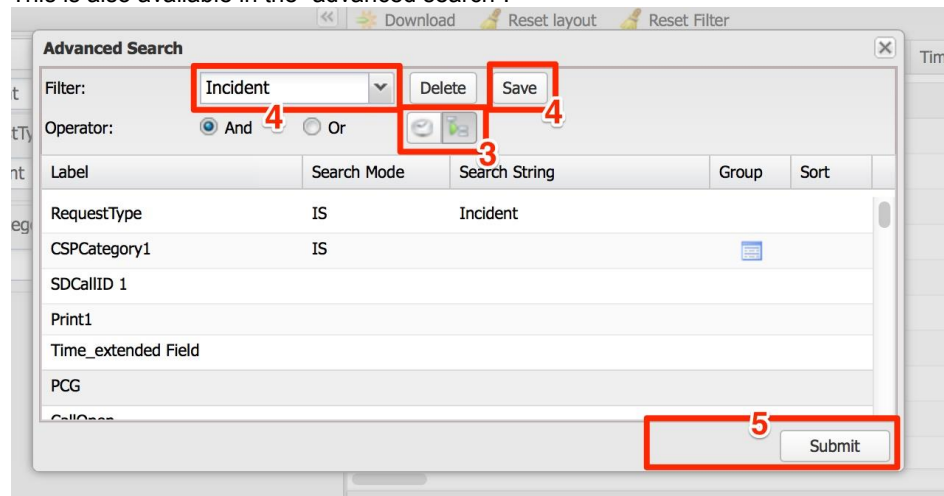 This is also available in the "advanced search".
Download Reset layout Reset Filter
Advanced Search
Tim
Filter: Incident Delete Save
4 4
Operator: And Or
3
Label Search Mode Search String Group Sort
RequestType IS Incident
CSPCategory1 IS
SDCallID 1
Print1
Time_extended Field
PCG
CallOpen
5
Submit